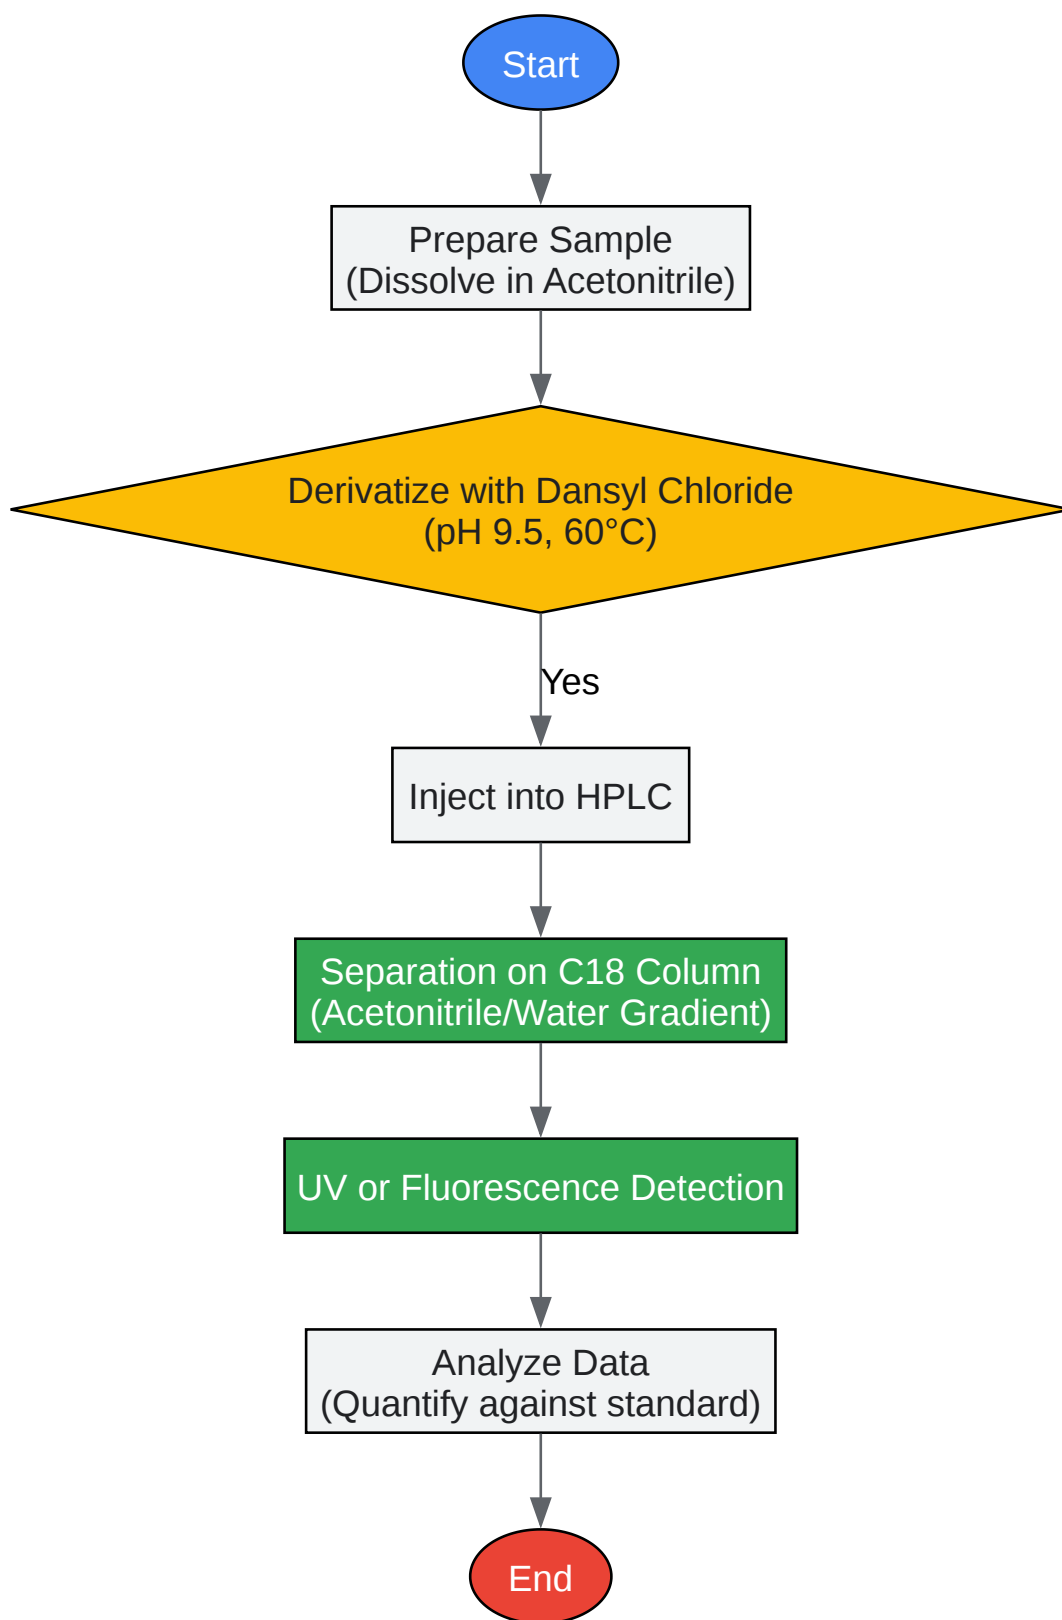 Start
Prepare Sample
(Dissolve in Acetonitrile)
Derivatize with Dansyl Chloride
(pH 9.5, 60°C)
Yes
Inject into HPLC
Separation on C18 Column
(Acetonitrile/Water Gradient)
UV or Fluorescence Detection
Analyze Data
(Quantify against standard)
End